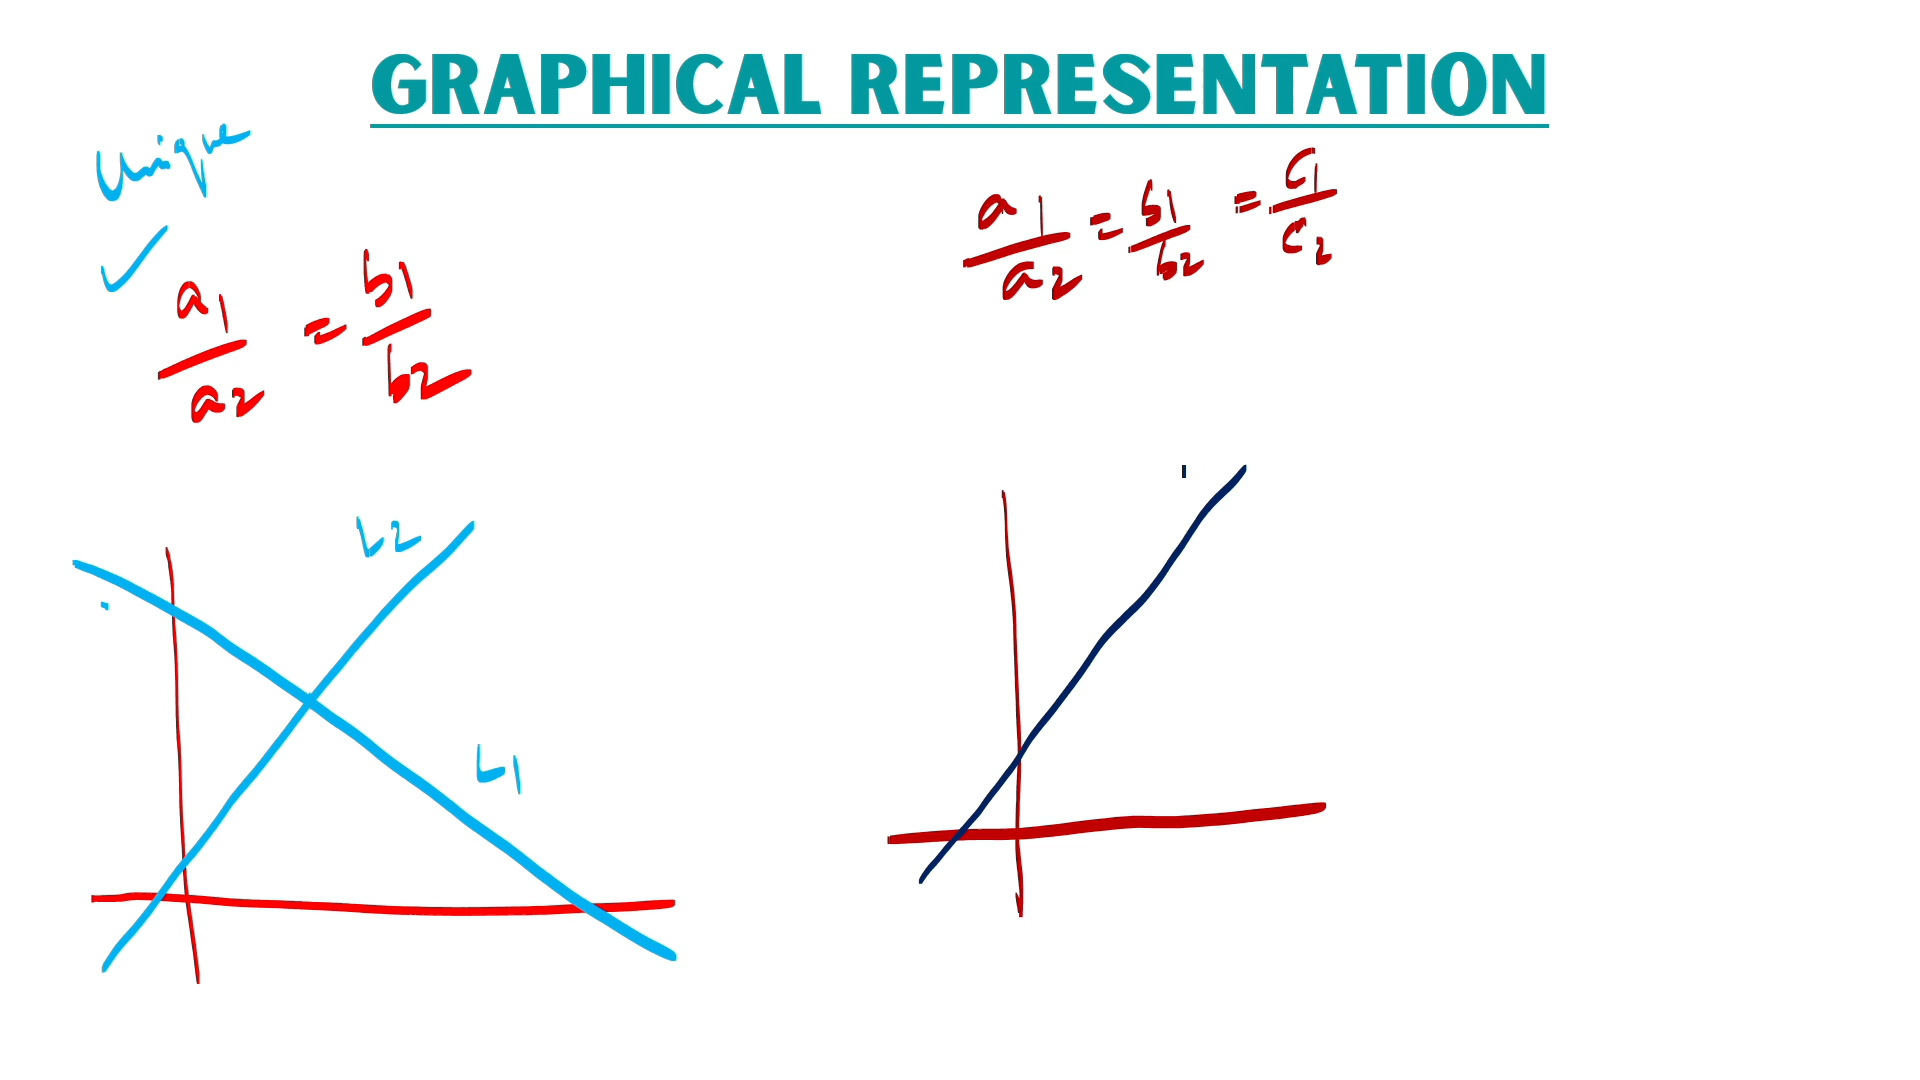 GRAPHICAL REPRESENTATION
Unique
a1/a2 = b1/b2
a1/a2 = b1/b2 = c1/c2
L2
L1